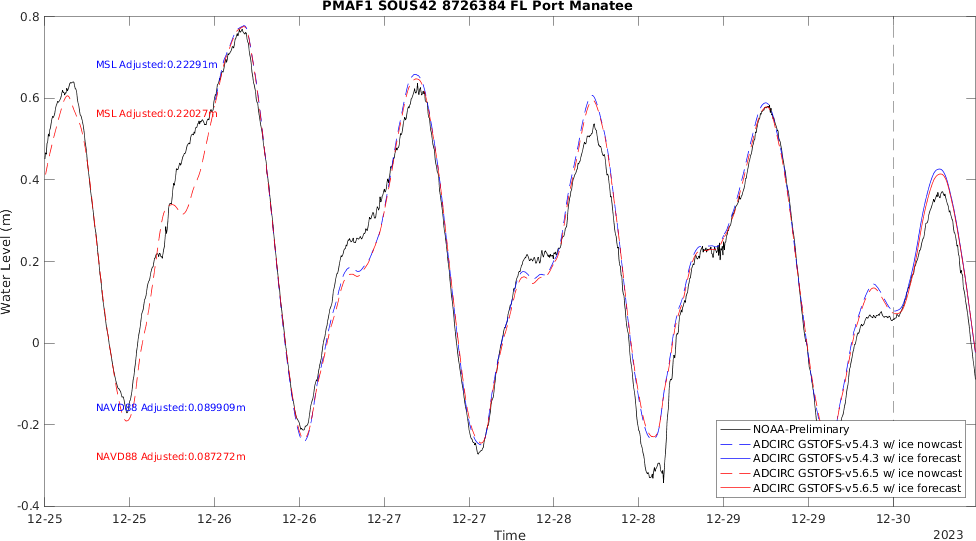 PMAF1 SOUS42 8726384 FL Port Manatee
0.8
MSL Adjusted:0.22291m
0.6
MSL Adjusted:0.22027m
0.4
0.2
Water Level (m)
0
-0.2
NAVD88 Adjusted:0.089909m
NAVD88 Adjusted:0.087272m
-0.4
NOAA-Preliminary
ADCIRC GSTOFS-v5.4.3 w/ ice nowcast
ADCIRC GSTOFS-v5.4.3 w/ ice forecast
ADCIRC GSTOFS-v5.6.5 w/ ice nowcast
ADCIRC GSTOFS-v5.6.5 w/ ice forecast
12-25 12-25 12-26 12-26 12-27 12-27 12-28 12-28 12-29 12-29 12-30
Time
2023